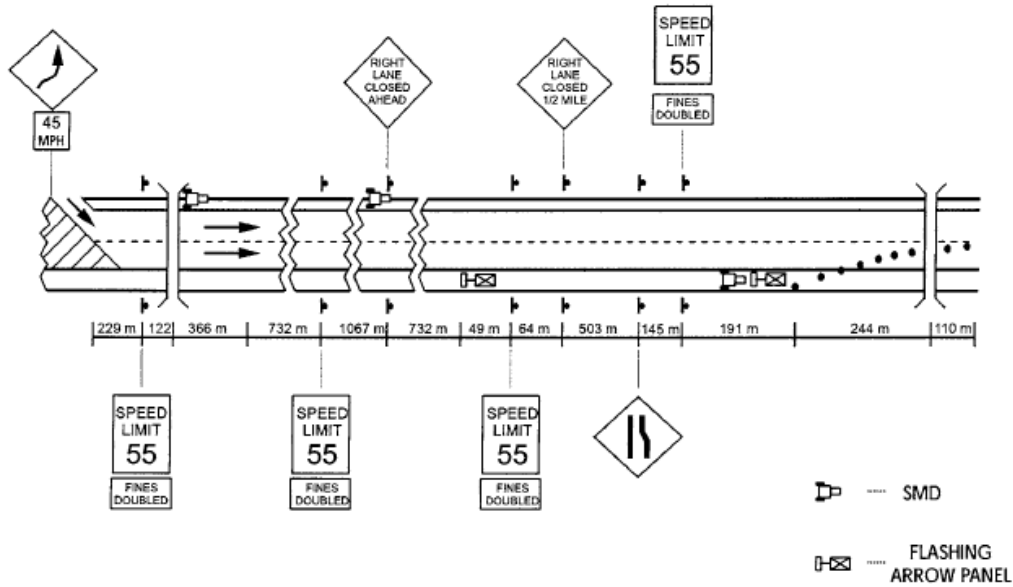 SPEED
LIMIT
55
FINES
DOUBLED
45
MPH
RIGHT
LANE
CLOSED
AHEAD
RIGHT
LANE
CLOSED
1/2 MILE
229 m 122 366 m 732 m 1067 m 732 m 49 m 64 m 503 m 145 m 191 m 244 m 110 m
SPEED
LIMIT
55
FINES
DOUBLED
SPEED
LIMIT
55
FINES
DOUBLED
SPEED
LIMIT
55
FINES
DOUBLED
SMD
FLASHING
ARROW PANEL